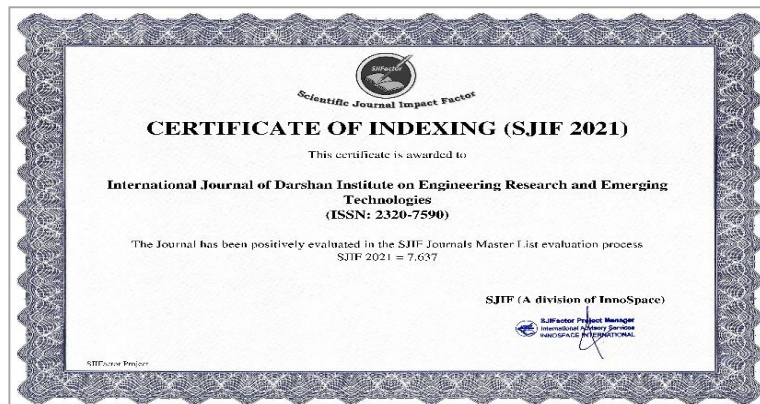 SJIFactor
Scientific Journal Impact Factor
CERTIFICATE OF INDEXING (SJIF 2021)
This certificate is awarded to
International Journal of Darshan Institute on Engineering Research and Emerging
Technologies
(ISSN: 2320-7590)
The Journal has been positively evaluated in the SJIF Journals Master List evaluation process
SJIF 2021 = 7.637
SJIF (A division of InnoSpace)
SJIFactor Project Manager
International Advisory Services
INNOSPACE INTERNATIONAL
SJIFactor Project